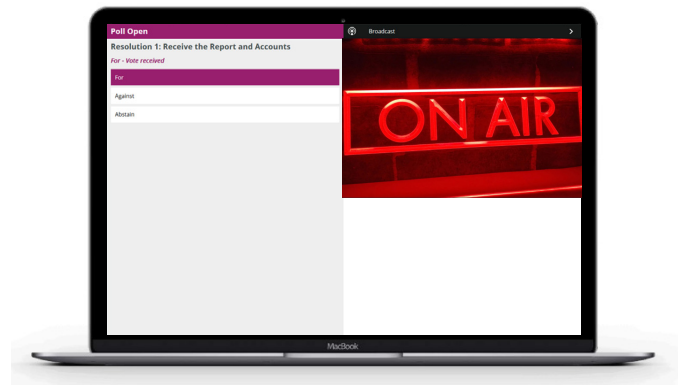 Poll Open
Resolution 1: Receive the Report and Accounts
For - Vote received
For
Against
Abstain
Broadcast
ON AIR
MacBook